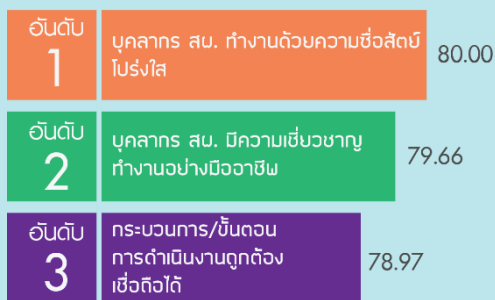 อันดับ
1
บุคลากร สผ. ทำงานด้วยความซื่อสัตย์
โปร่งใส
80.00
อันดับ
2
บุคลากร สผ. มีความเชี่ยวชาญ
ทำงานอย่างมืออาชีพ
79.66
อันดับ
3
กระบวนการ/ขั้นตอน
การดำเนินงานถูกต้อง
เชื่อถือได้
78.97